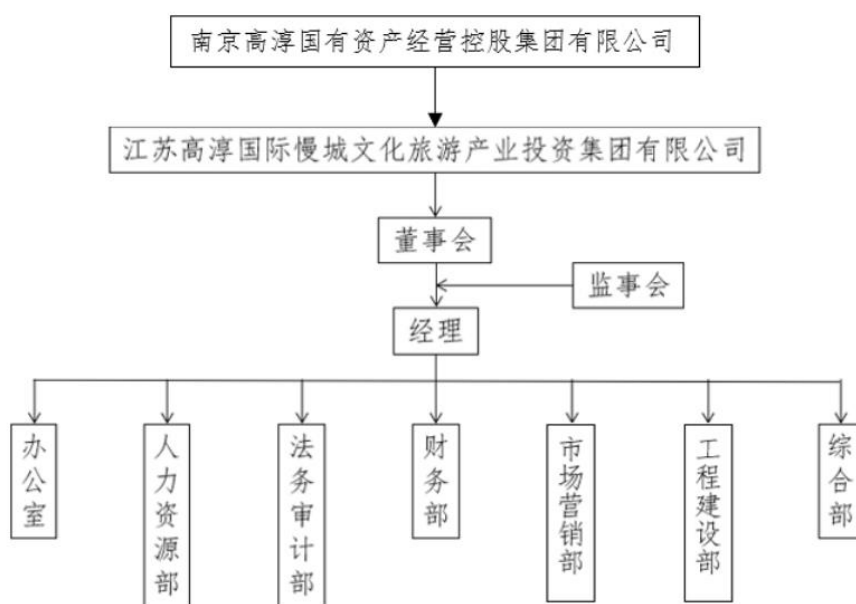 南京高淳国有资产经营控股集团有限公司
江苏高淳国际慢城文化旅游产业投资集团有限公司
董事会
监事会
经理
办公室
人力资源部
法务审计部
财务部
市场营销部
工程建设部
综合部